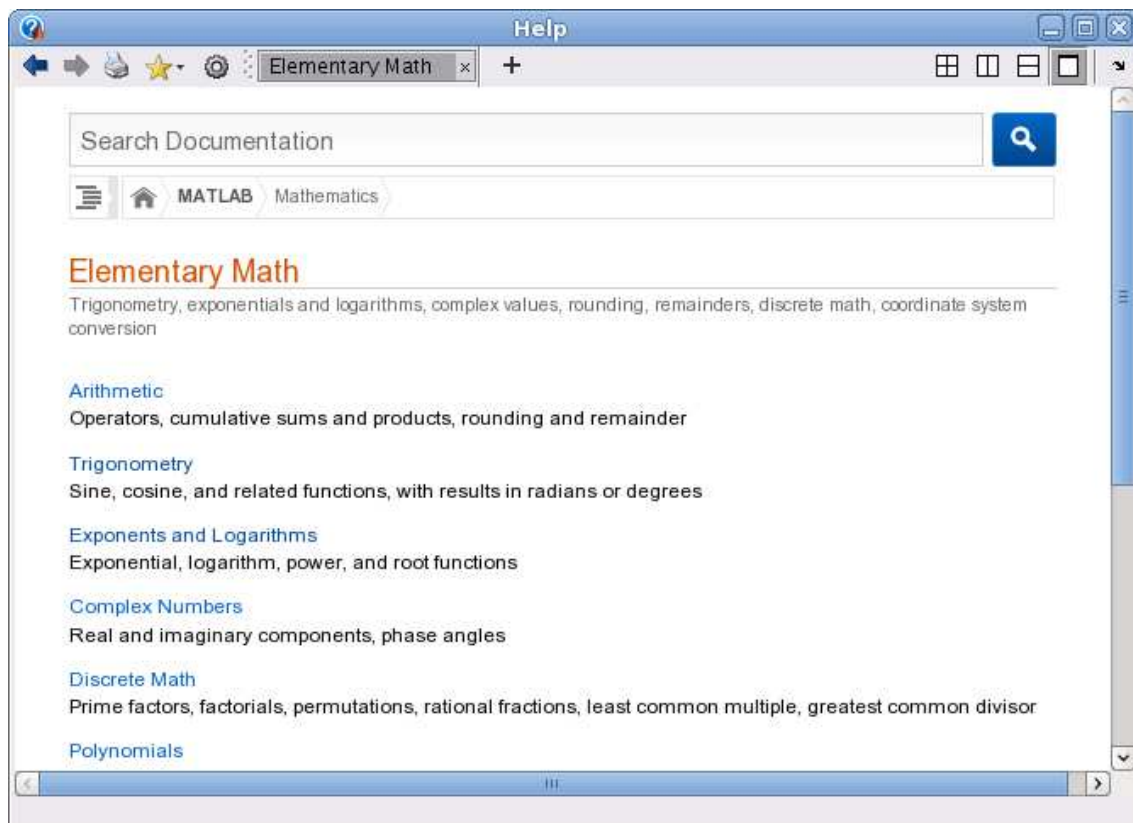 Help
Elementary Math
Search Documentation
MATLAB Mathematics
Elementary Math
Trigonometry, exponentials and logarithms, complex values, rounding, remainders, discrete math, coordinate system
conversion
Arithmetic
Operators, cumulative sums and products, rounding and remainder
Trigonometry
Sine, cosine, and related functions, with results in radians or degrees
Exponents and Logarithms
Exponential, logarithm, power, and root functions
Complex Numbers
Real and imaginary components, phase angles
Discrete Math
Prime factors, factorials, permutations, rational fractions, least common multiple, greatest common divisor
Polynomials